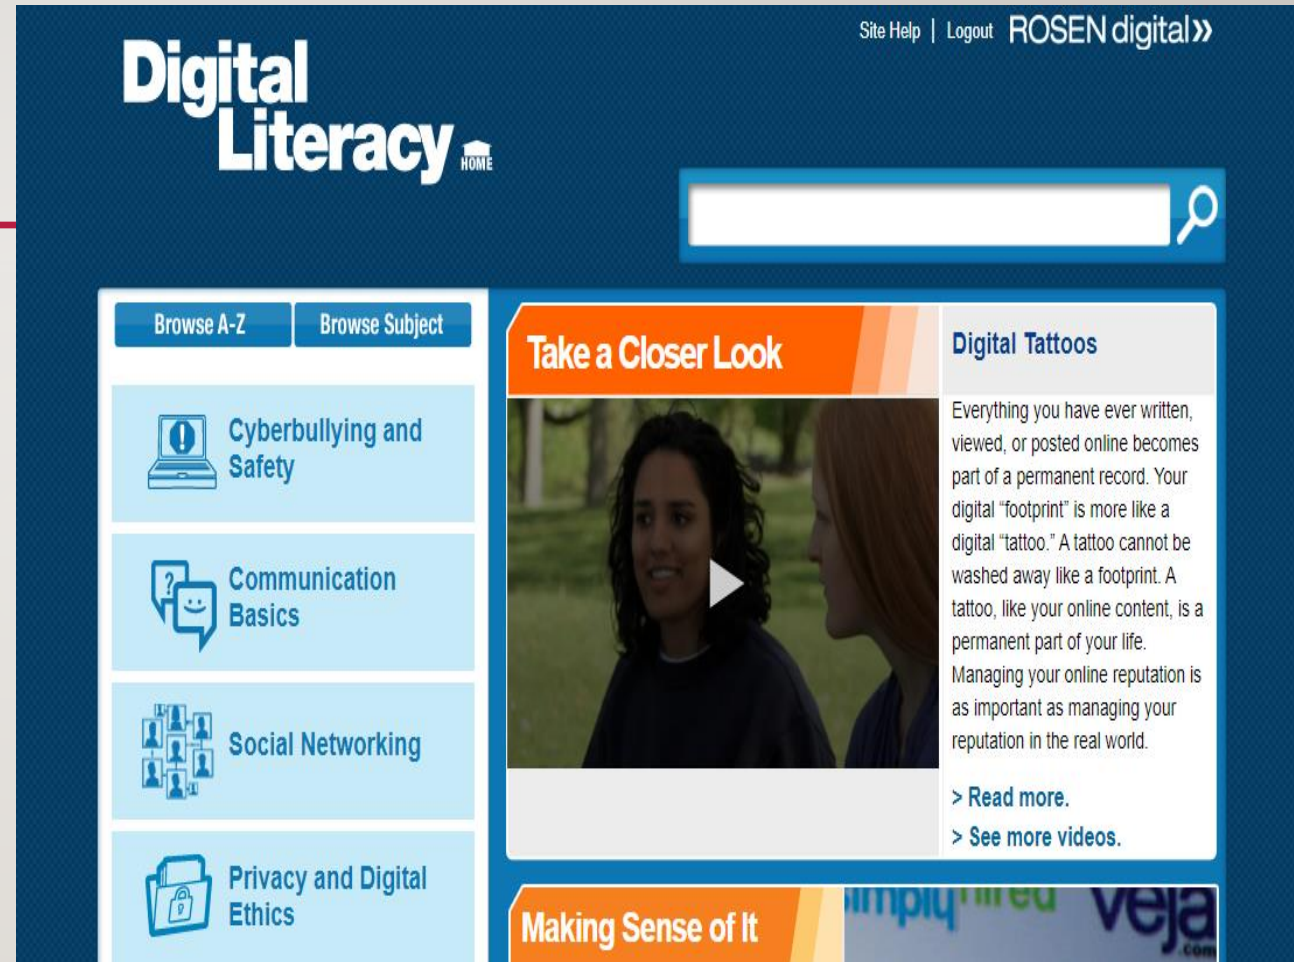 Site Help | Logout ROSEN digital»
Digital
Literacy HOME
Browse A-Z Browse Subject
Cyberbullying and
Safety
?
Communication
Basics
Social Networking
Privacy and Digital
Ethics
Take a Closer Look
Digital Tattoos
Everything you have ever written,
viewed, or posted online becomes
part of a permanent record. Your
digital “footprint” is more like a
digital “tattoo.” A tattoo cannot be
washed away like a footprint. A
tattoo, like your online content, is a
permanent part of your life.
Managing your online reputation is
as important as managing your
reputation in the real world.
> Read more.
> See more videos.
Making Sense of It
simplyhired
veja
.com